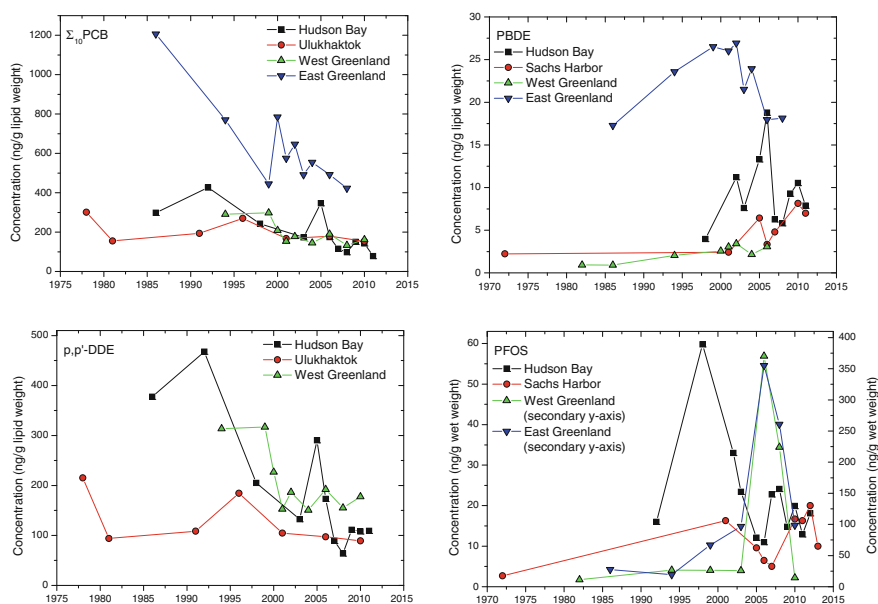 Σ₁₀PCB
Hudson Bay
Ulukhaktok
West Greenland
East Greenland
Concentration (ng/g lipid weight)
1200
1000
800
600
400
200
0
1975 1980 1985 1990 1995 2000 2005 2010 2015
PBDE
Hudson Bay
Sachs Harbor
West Greenland
East Greenland
Concentration (ng/g lipid weight)
30
25
20
15
10
5
0
1970 1975 1980 1985 1990 1995 2000 2005 2010 2015
p,p'-DDE
Hudson Bay
Ulukhaktok
West Greenland
Concentration (ng/g lipid weight)
500
400
300
200
100
0
1975 1980 1985 1990 1995 2000 2005 2010 2015
PFOS
Hudson Bay
Sachs Harbor
West Greenland
(secondary y-axis)
East Greenland
(secondary y-axis)
Concentration (ng/g wet weight)
60
50
40
30
20
10
0
Concentration (ng/g wet weight)
400
350
300
250
200
150
100
50
0
1970 1975 1980 1985 1990 1995 2000 2005 2010 2015